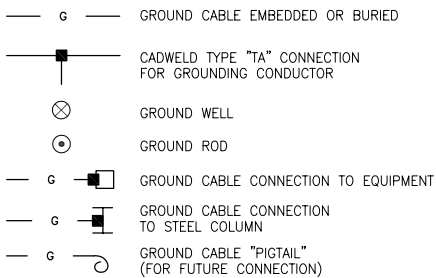 G GROUND CABLE EMBEDDED OR BURIED
CADWELD TYPE "TA" CONNECTION
FOR GROUNDING CONDUCTOR
GROUND WELL
GROUND ROD
G GROUND CABLE CONNECTION TO EQUIPMENT
G GROUND CABLE CONNECTION
TO STEEL COLUMN
G GROUND CABLE "PIGTAIL"
(FOR FUTURE CONNECTION)